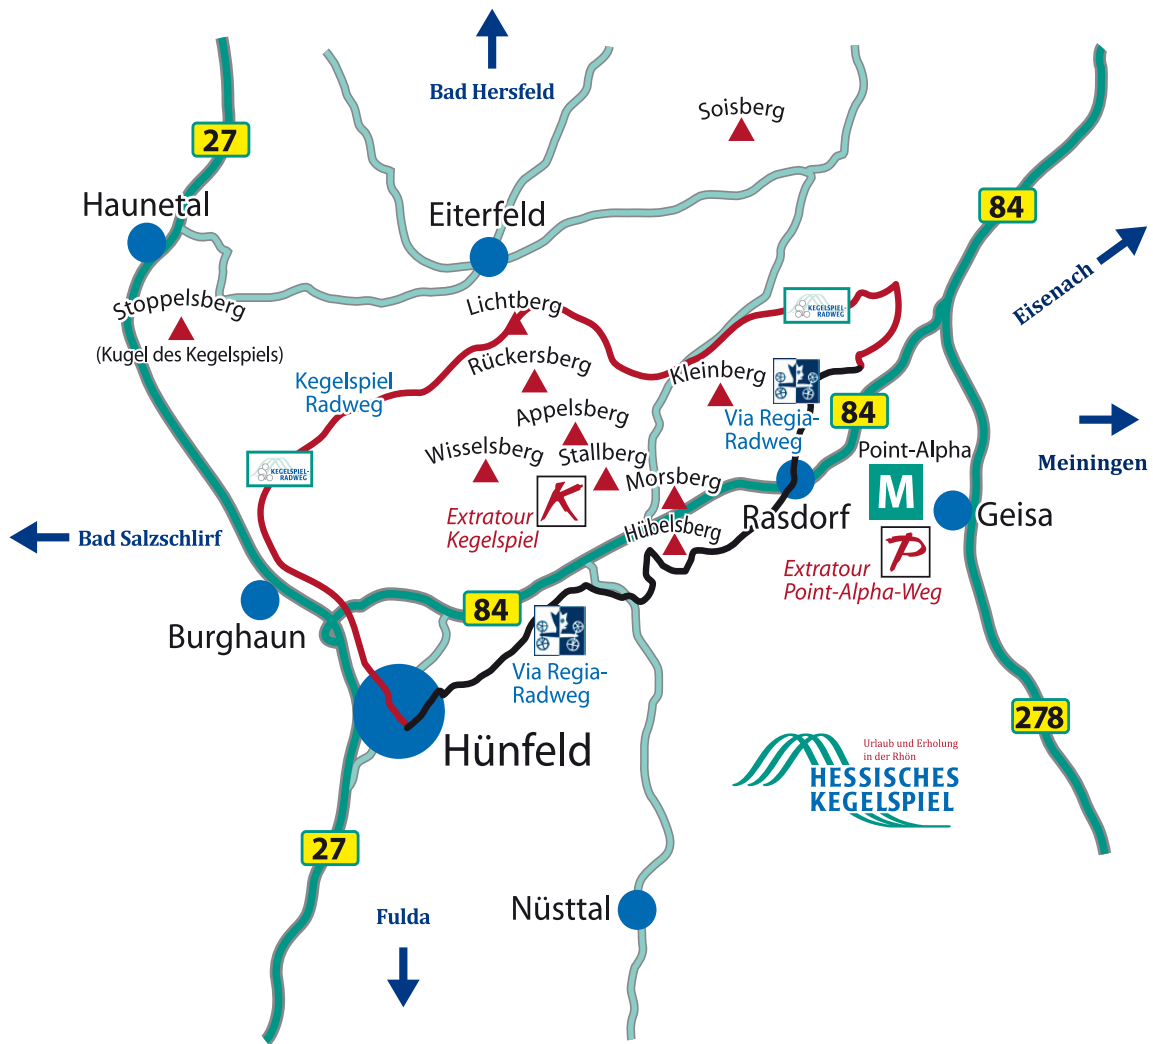 Bad Hersfeld
Soisberg
27
Haunetal
Eiterfeld
84
Eisenach
Stoppelsberg
(Kugel des Kegelspiels)
Lichtberg
KEGELSPIEL-
RADWEG
Rückersberg
Kleinberg
Kegelspiel
Radweg
Via Regia-
Radweg
84
Appelsberg
Wisselsberg
Stallberg
Morsberg
Point-Alpha
M
Meiningen
KEGELSPIEL-
RADWEG
Extratour
Kegelspiel
K
Hübelsberg
Rasdorf
Geisa
Bad Salzschlirf
Extratour
Point-Alpha-Weg
P
84
Burghaun
Via Regia-
Radweg
278
Hünfeld
Urlaub und Erholung
in der Rhön
HESSISCHES
KEGELSPIEL
27
Nüsttal
Fulda